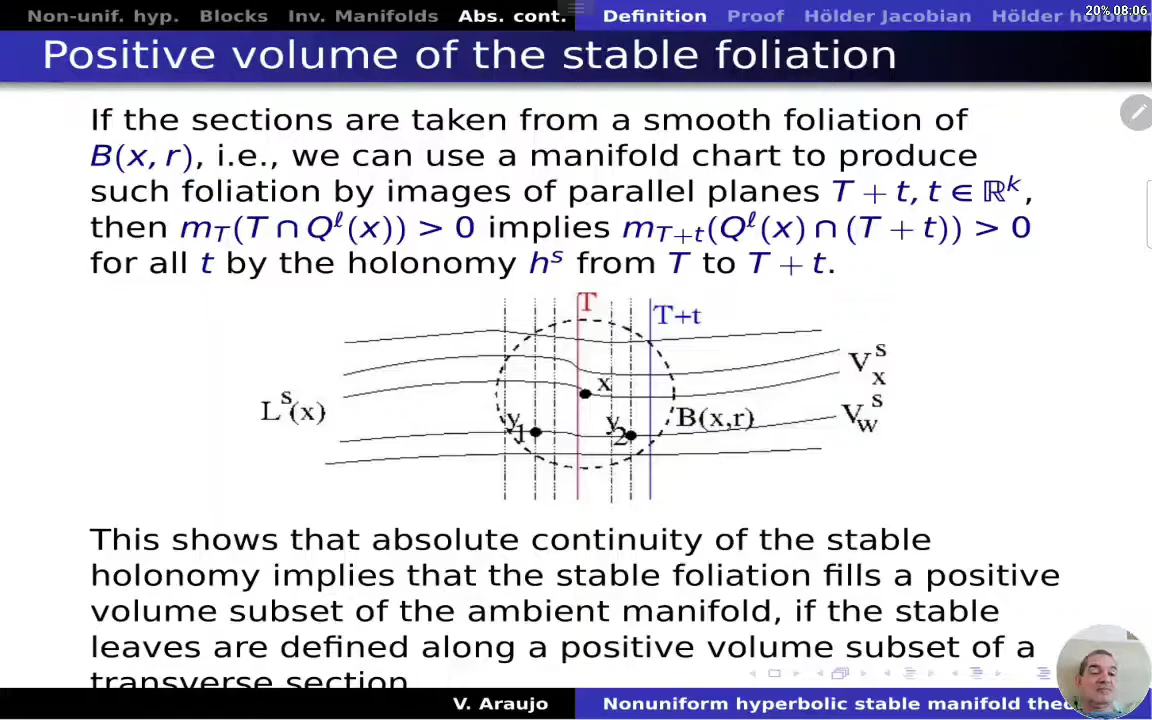 Non-unif. hyp. Blocks Inv. Manifolds Abs. cont. Definition Proof Hölder Jacobian Hölder
20% 08:06
Positive volume of the stable foliation
If the sections are taken from a smooth foliation of
B(x, r), i.e., we can use a manifold chart to produce
such foliation by images of parallel planes T + t, t ∈ ℝᵏ,
then m_T(T ∩ Qˡ(x)) > 0 implies m_{T+t}(Qˡ(x) ∩ (T + t)) > 0
for all t by the holonomy hˢ from T to T + t.
T
T+t
Vˢₓ
x
Lˢ(x)
y₁
y₂
B(x,r)
Vˢ_w
This shows that absolute continuity of the stable
holonomy implies that the stable foliation fills a positive
volume subset of the ambient manifold, if the stable
leaves are defined along a positive volume subset of a
transverse section
V. Araujo Nonuniform hyperbolic stable manifold